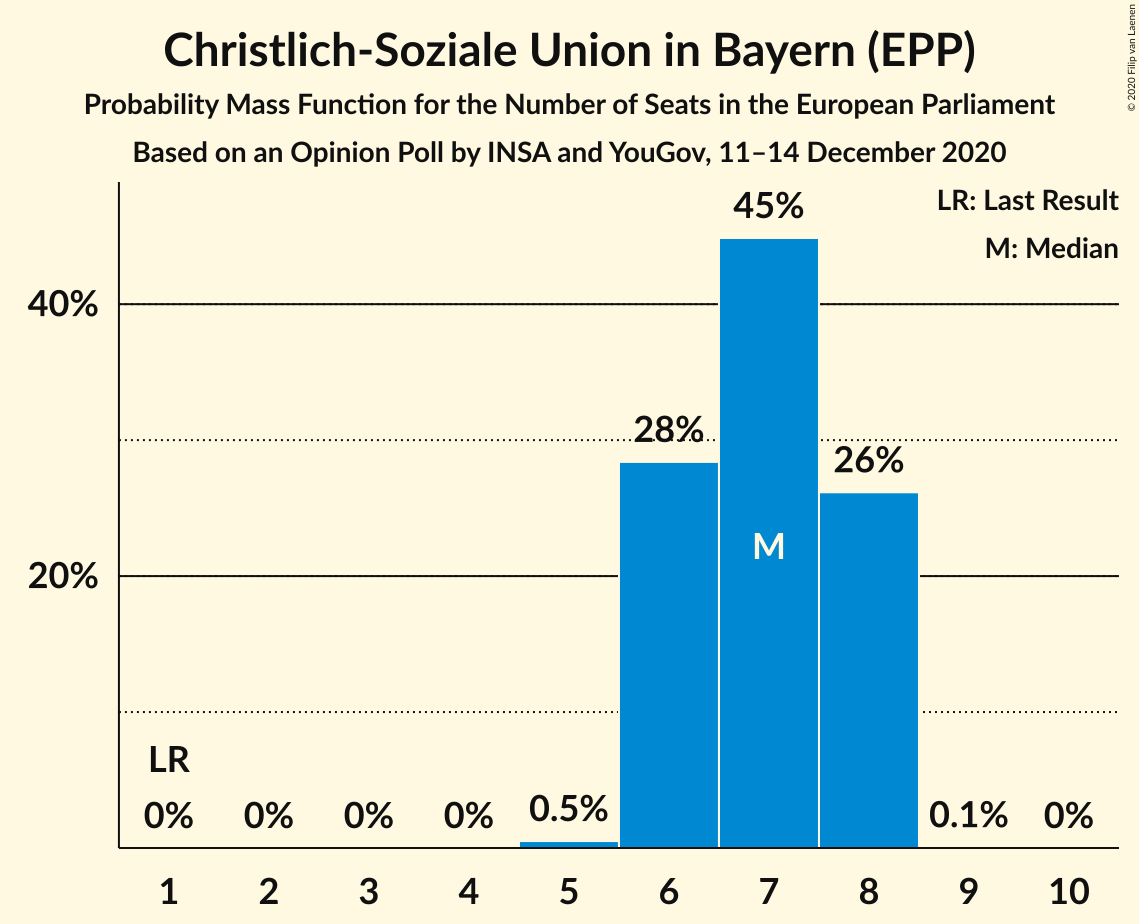 Christlich-Soziale Union in Bayern (EPP)
Probability Mass Function for the Number of Seats in the European Parliament
Based on an Opinion Poll by INSA and YouGov, 11–14 December 2020
© 2020 Filip van Laenen
LR: Last Result
M: Median
45%
40%
28%
26%
M
20%
LR
0% 0% 0% 0% 0.5% 0.1% 0%
1 2 3 4 5 6 7 8 9 10